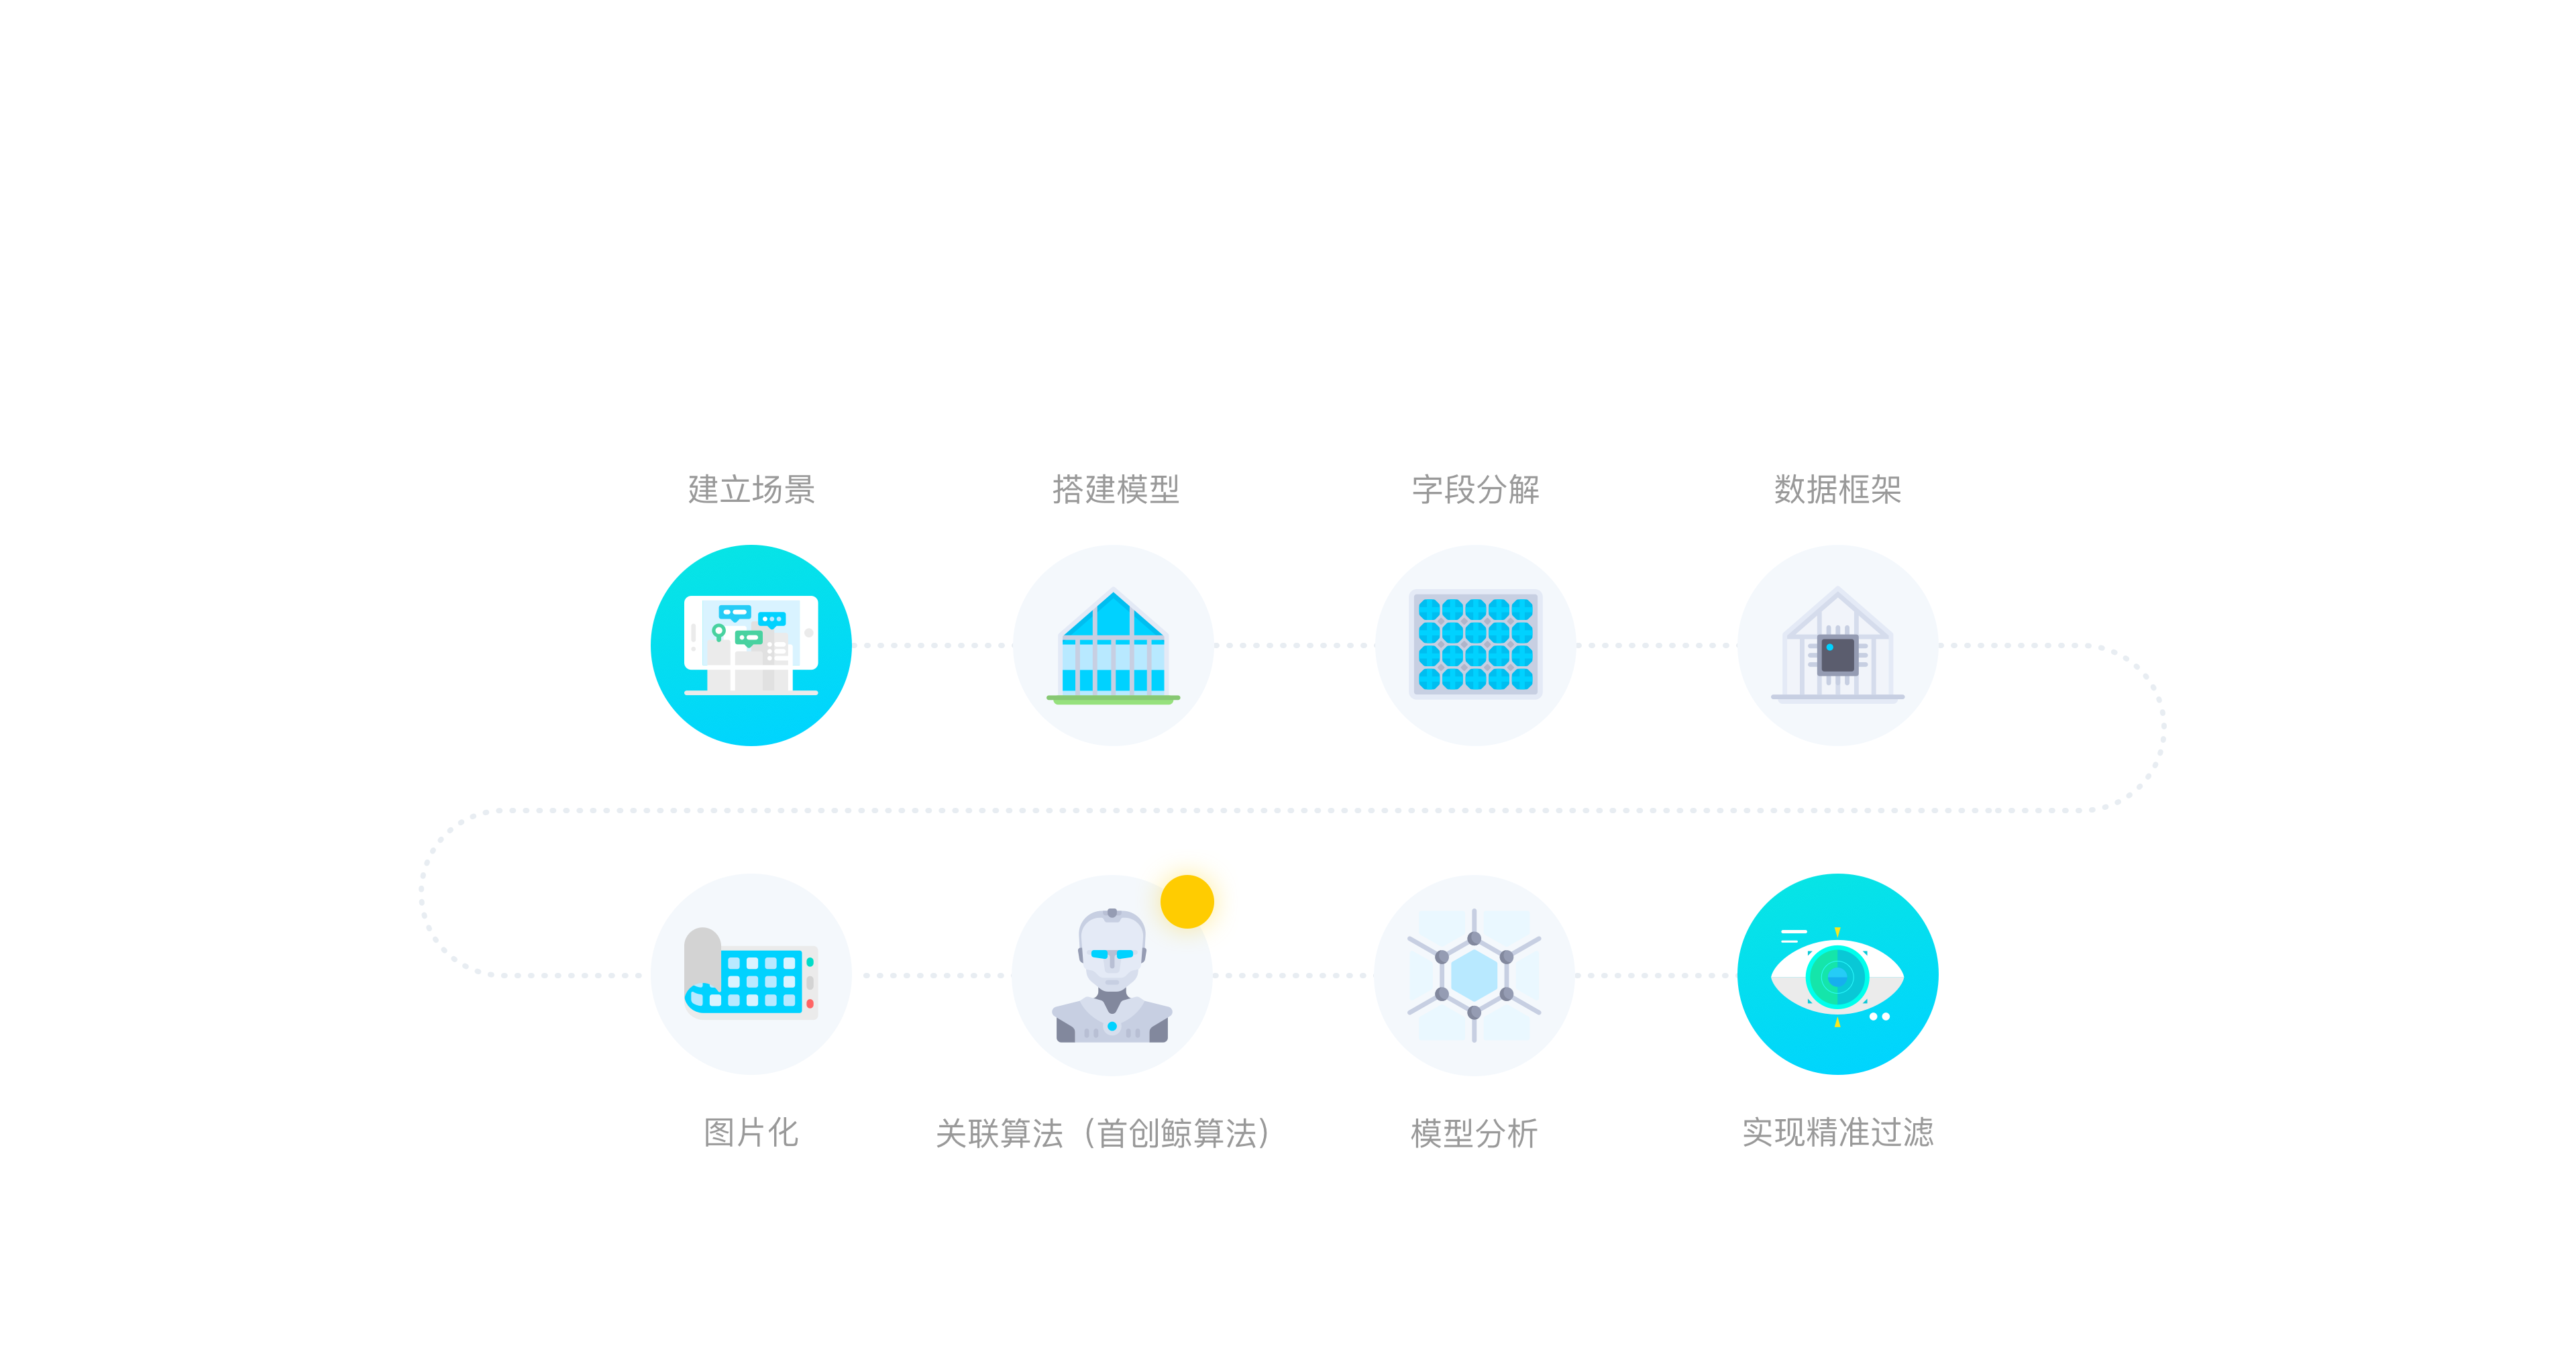 建立场景
搭建模型
字段分解
数据框架
图片化
关联算法（首创鲸算法）
模型分析
实现精准过滤